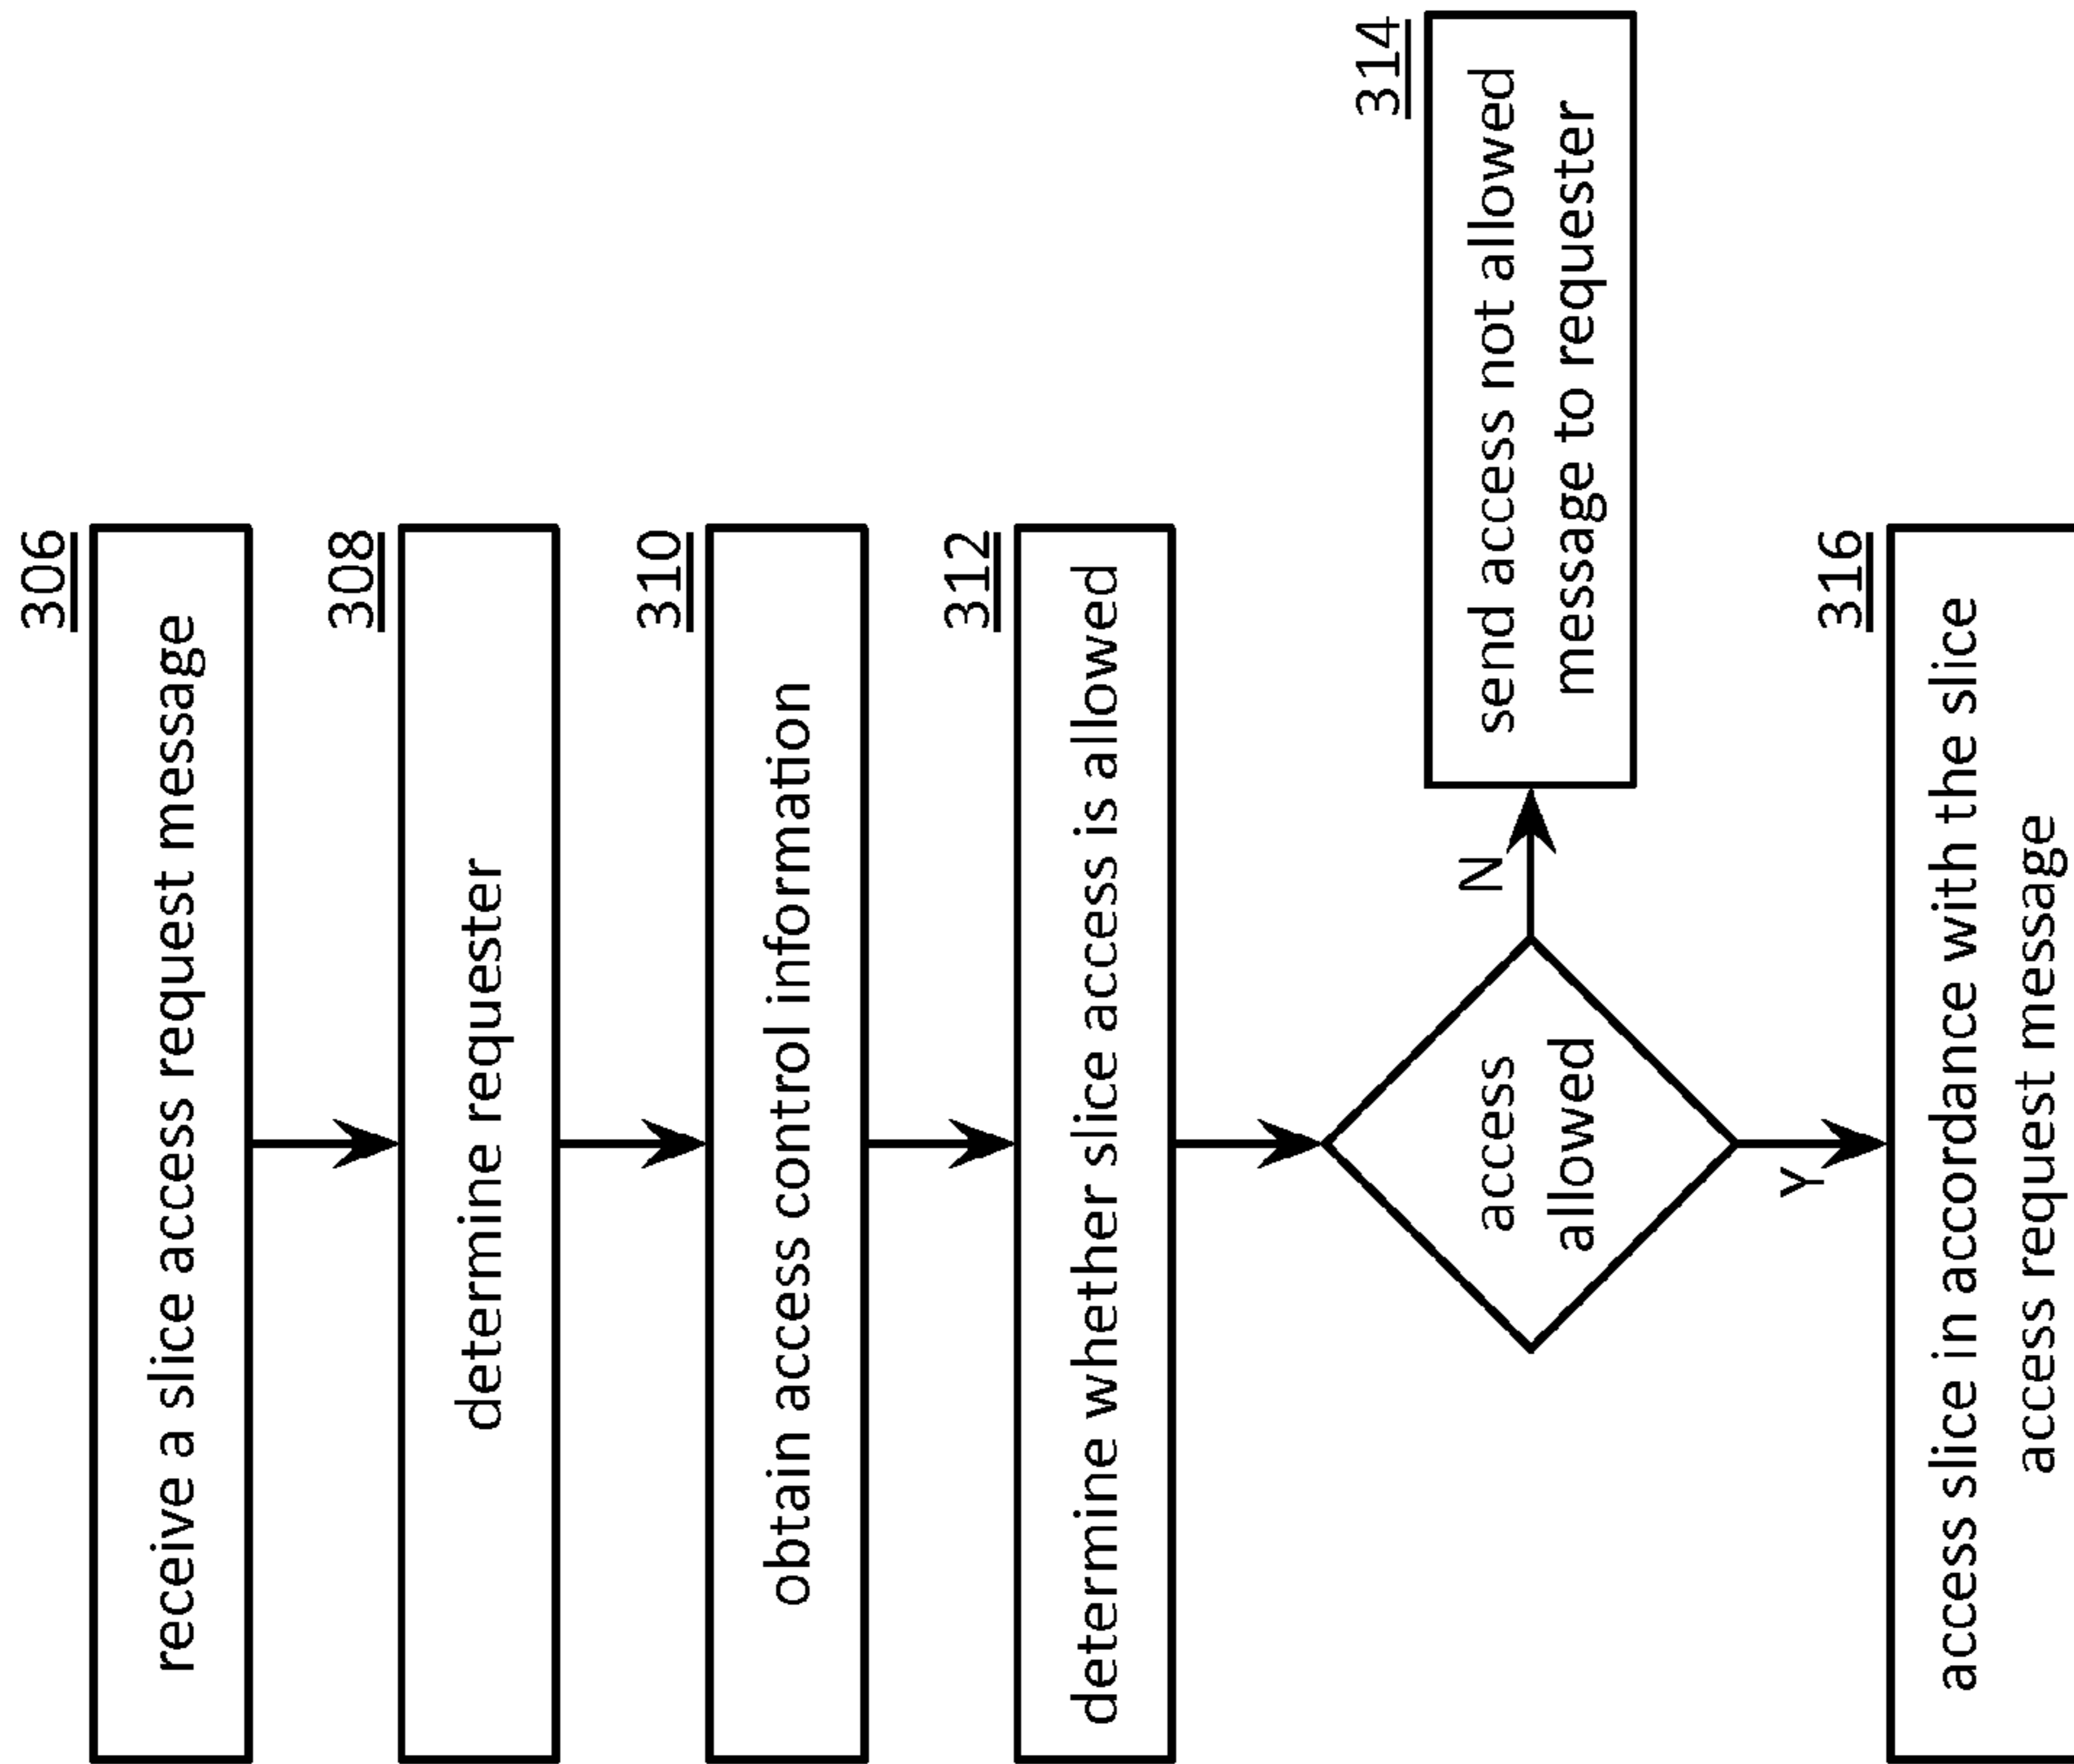 306
receive a slice access request message
308
determine requester
310
obtain access control information
312
determine whether slice access is allowed
access
allowed
N
314
send access not allowed
message to requester
Y
316
access slice in accordance with the slice
access request message